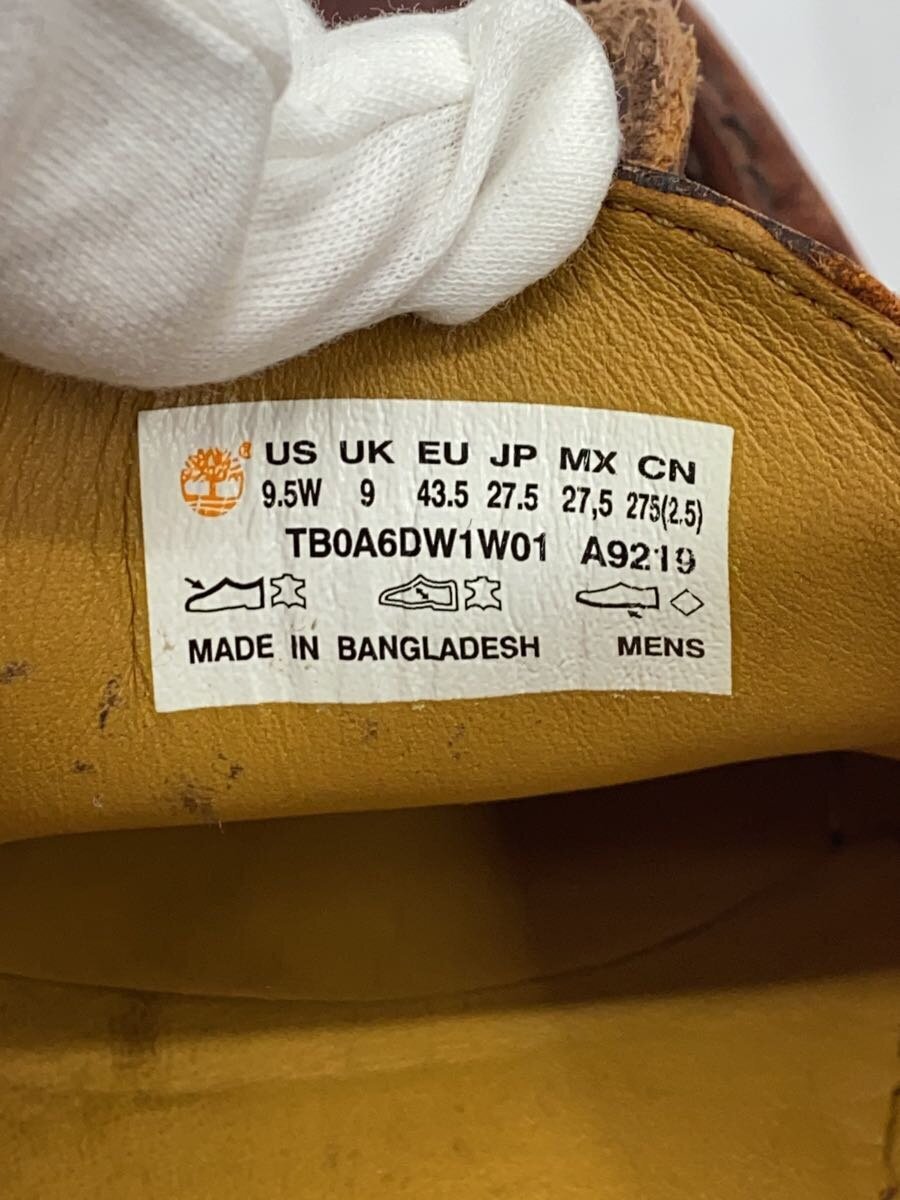 US UK EU JP MX CN
9.5W 9 43.5 27.5 27,5 275(2.5)
TB0A6DW1W01 A9219
MADE IN BANGLADESH MENS